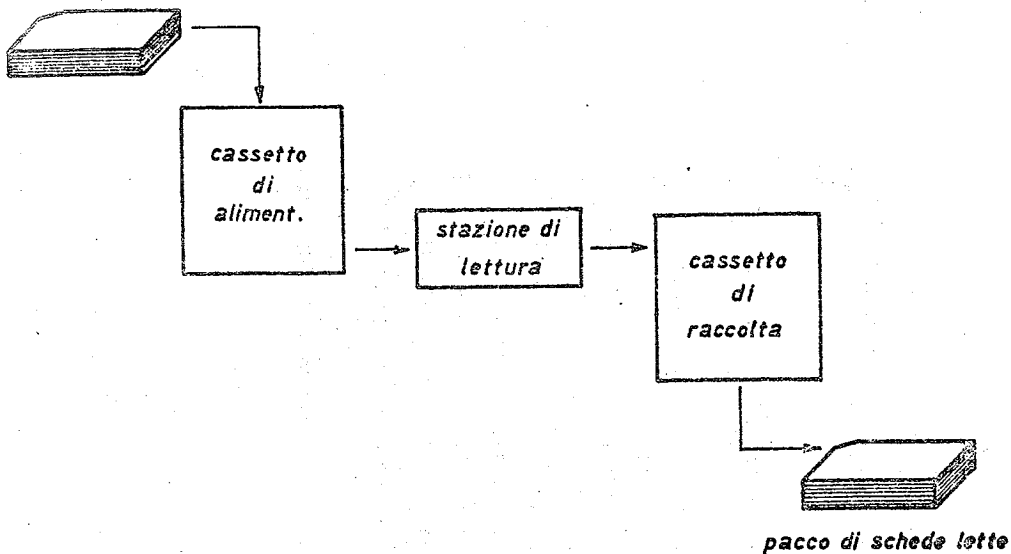 cassetto
di
aliment.
stazione di
lettura
cassetto
di
raccolta
pacco di schede lette